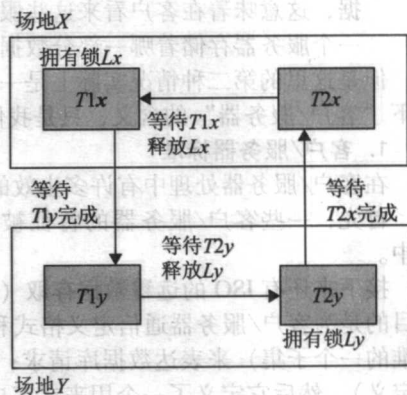 场地X
拥有锁Lx
T1x
T2x
等待T1x
释放Lx
等待
T1y完成
等待
T2x完成
等待T2y
释放Ly
T1y
T2y
拥有锁Ly
场地Y